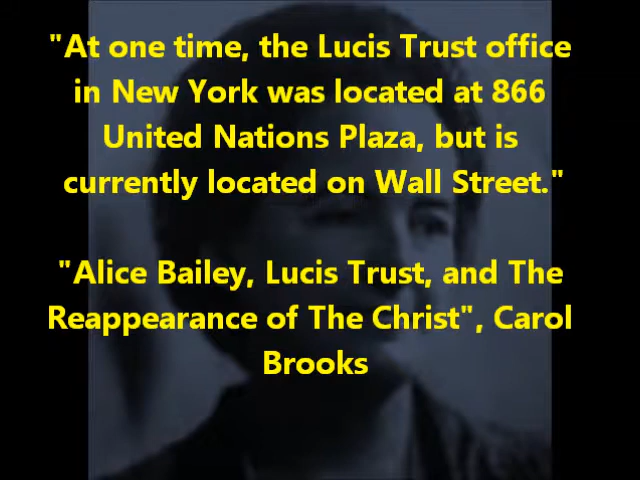 "At one time, the Lucis Trust office
in New York was located at 866
United Nations Plaza, but is
currently located on Wall Street."
"Alice Bailey, Lucis Trust, and The
Reappearance of The Christ", Carol
Brooks